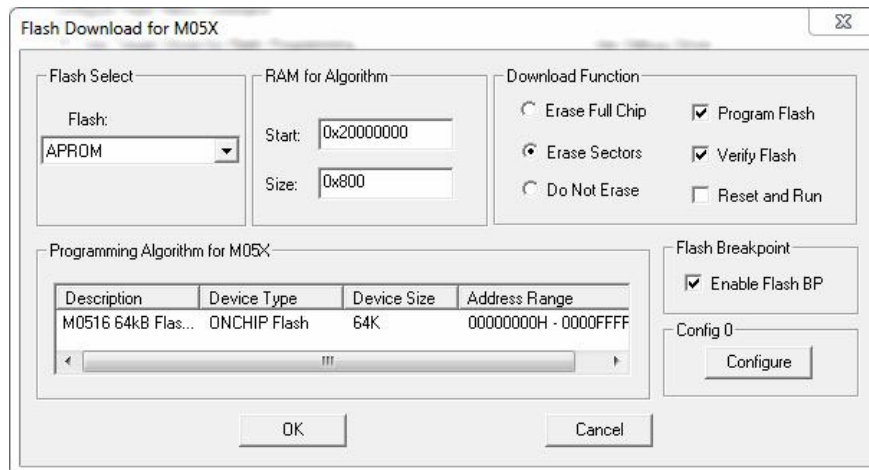 Flash Download for M05X
Flash Select
Flash:
APROM
RAM for Algorithm
Start: 0x20000000
Size: 0x800
Download Function
Erase Full Chip
Erase Sectors
Do Not Erase
Program Flash
Verify Flash
Reset and Run
Programming Algorithm for M05X
Description Device Type Device Size Address Range
M0516 64kB Flas... ONCHIP Flash 64K 00000000H - 0000FFFF
Flash Breakpoint
Enable Flash BP
Config 0
Configure
OK
Cancel